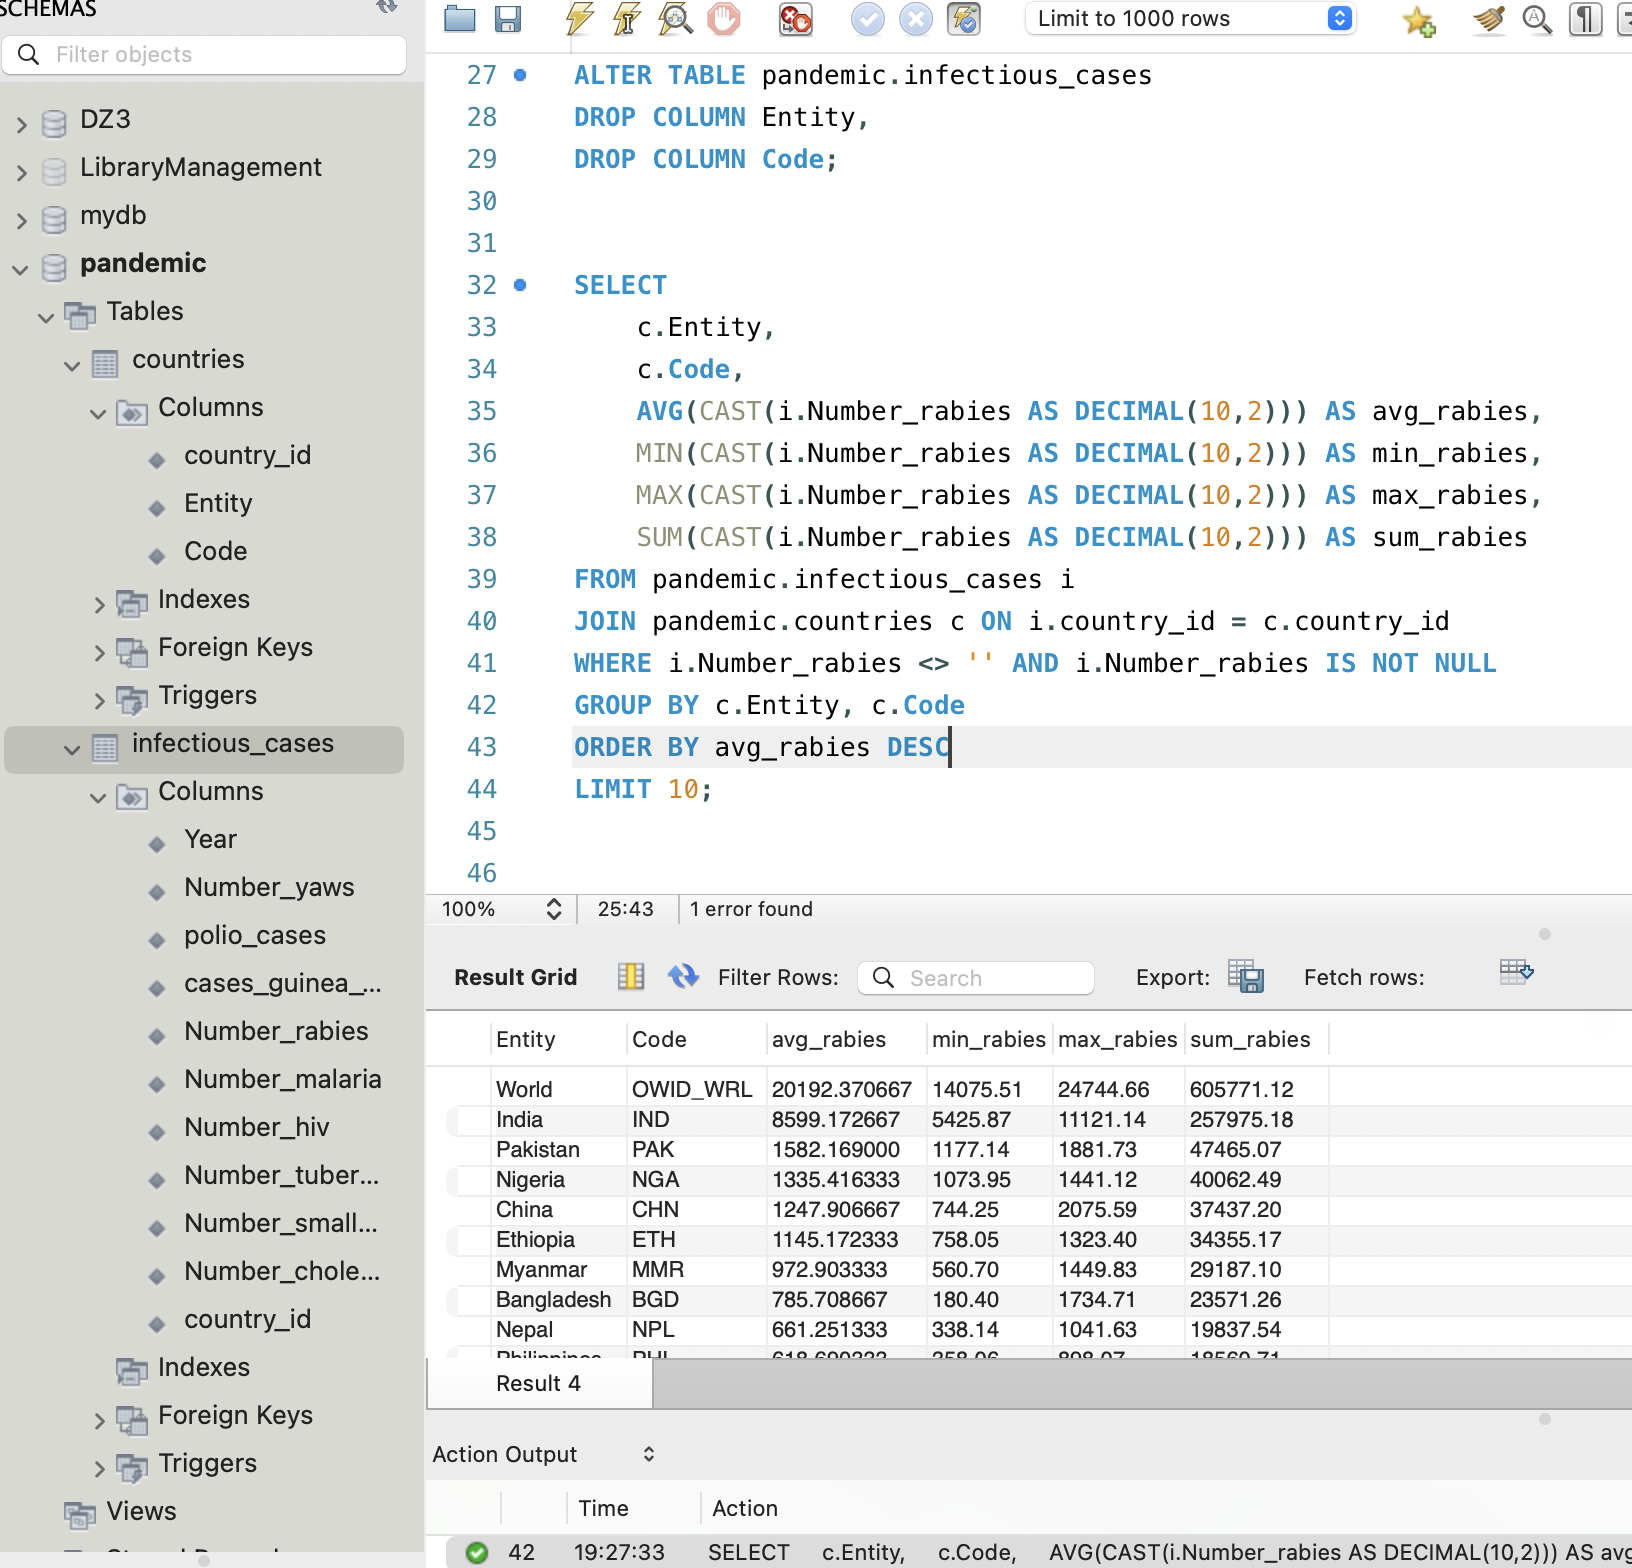 SCHEMAS
Filter objects
DZ3
LibraryManagement
mydb
pandemic
Tables
countries
Columns
country_id
Entity
Code
Indexes
Foreign Keys
Triggers
infectious_cases
Columns
Year
Number_yaws
polio_cases
cases_guinea_...
Number_rabies
Number_malaria
Number_hiv
Number_tuber...
Number_small...
Number_chole...
country_id
Indexes
Foreign Keys
Triggers
Views
Limit to 1000 rows
27 ALTER TABLE pandemic.infectious_cases
28 DROP COLUMN Entity,
29 DROP COLUMN Code;
30
31
32 SELECT
33 c.Entity,
34 c.Code,
35 AVG(CAST(i.Number_rabies AS DECIMAL(10,2))) AS avg_rabies,
36 MIN(CAST(i.Number_rabies AS DECIMAL(10,2))) AS min_rabies,
37 MAX(CAST(i.Number_rabies AS DECIMAL(10,2))) AS max_rabies,
38 SUM(CAST(i.Number_rabies AS DECIMAL(10,2))) AS sum_rabies
39 FROM pandemic.infectious_cases i
40 JOIN pandemic.countries c ON i.country_id = c.country_id
41 WHERE i.Number_rabies <> '' AND i.Number_rabies IS NOT NULL
42 GROUP BY c.Entity, c.Code
43 ORDER BY avg_rabies DESC
44 LIMIT 10;
45
46
100% 25:43 1 error found
Result Grid Filter Rows: Search Export: Fetch rows:
Entity Code avg_rabies min_rabies max_rabies sum_rabies
World OWID_WRL 20192.370667 14075.51 24744.66 605771.12
India IND 8599.172667 5425.87 11121.14 257975.18
Pakistan PAK 1582.169000 1177.14 1881.73 47465.07
Nigeria NGA 1335.416333 1073.95 1441.12 40062.49
China CHN 1247.906667 744.25 2075.59 37437.20
Ethiopia ETH 1145.172333 758.05 1323.40 34355.17
Myanmar MMR 972.903333 560.70 1449.83 29187.10
Bangladesh BGD 785.708667 180.40 1734.71 23571.26
Nepal NPL 661.251333 338.14 1041.63 19837.54
Philippines PHL
Result 4
Action Output
Time Action
42 19:27:33 SELECT c.Entity, c.Code, AVG(CAST(i.Number_rabies AS DECIMAL(10,2))) AS avg